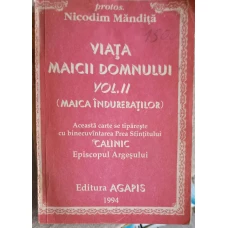 protos.
Nicodim Măndiță
VIAȚA
MAICII DOMNULUI
VOL. II
(MAICA ÎNDURERAȚILOR)
Această carte se tipărește
cu binecuvîntarea Prea Sfințitului
CALINIC
Episcopul Argeșului
Editura AGAPIS
1994